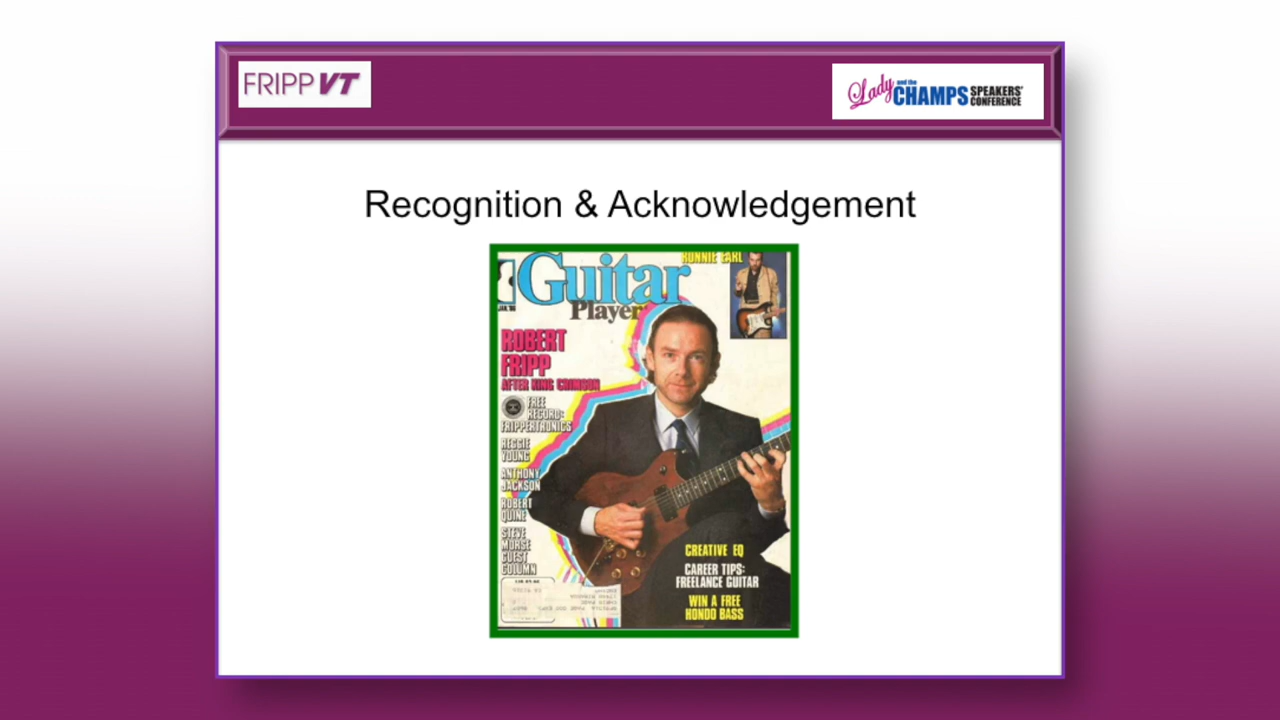 FRIPP VT
Lady and the CHAMPS SPEAKERS' CONFERENCE
Recognition & Acknowledgement
RONNIE EARL
Guitar
Player
JAN. '86
ROBERT
FRIPP
AFTER KING CRIMSON
FREE
RECORD:
FRIPPERTRONICS
REGGIE
YOUNG
ANTHONY
JACKSON
ROBERT
QUINE
STEVE
MORSE
GUEST
COLUMN
CREATIVE EQ
CAREER TIPS:
FREELANCE GUITAR
WIN A FREE
HONDO BASS